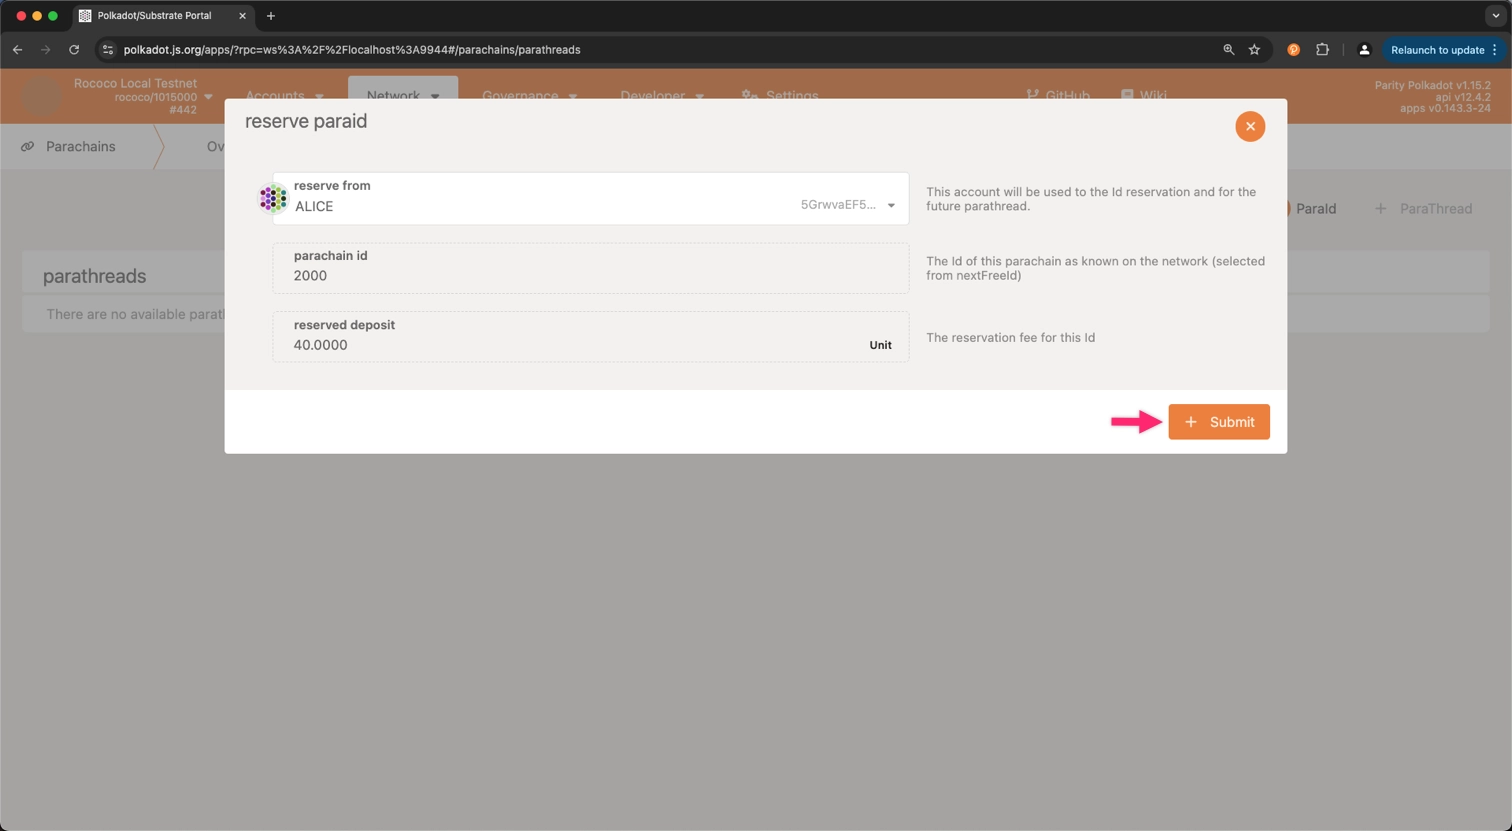 Polkadot/Substrate Portal
polkadot.js.org/apps/?rpc=ws%3A%2F%2Flocalhost%3A9944#/parachains/parathreads
Relaunch to update
Rococo Local Testnet
rococo/1015000
#442
Accounts
Network
Governance
Developer
Settings
GitHub
Wiki
Parity Polkadot v1.15.2
api v12.4.2
apps v0.143.3-24
Parachains
Ov
reserve paraid
reserve from
ALICE
5GrwvaEF5...
This account will be used to the Id reservation and for the
future parathread.
parachain id
2000
The Id of this parachain as known on the network (selected
from nextFreeId)
reserved deposit
40.0000
Unit
The reservation fee for this Id
Submit
ParaId
ParaThread
parathreads
There are no available parat